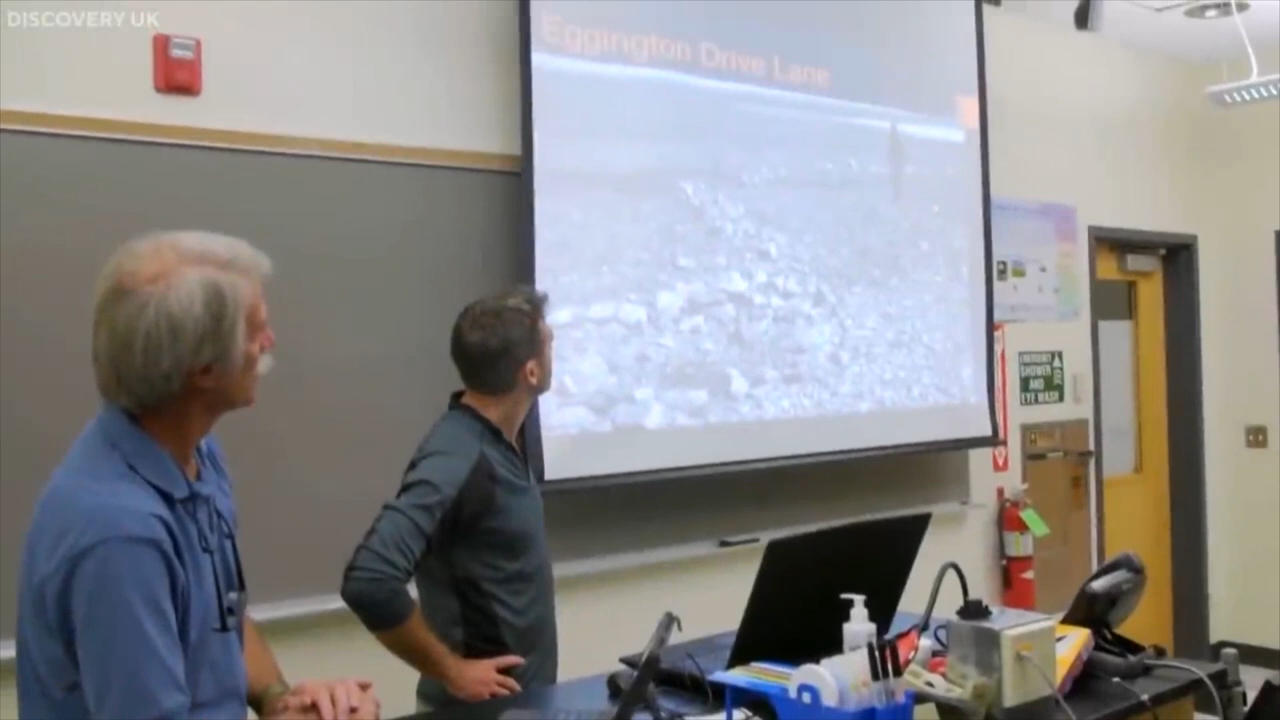 DISCOVERY UK
Eggington Drive Lane
EMERGENCY
SHOWER
AND
EYE WASH